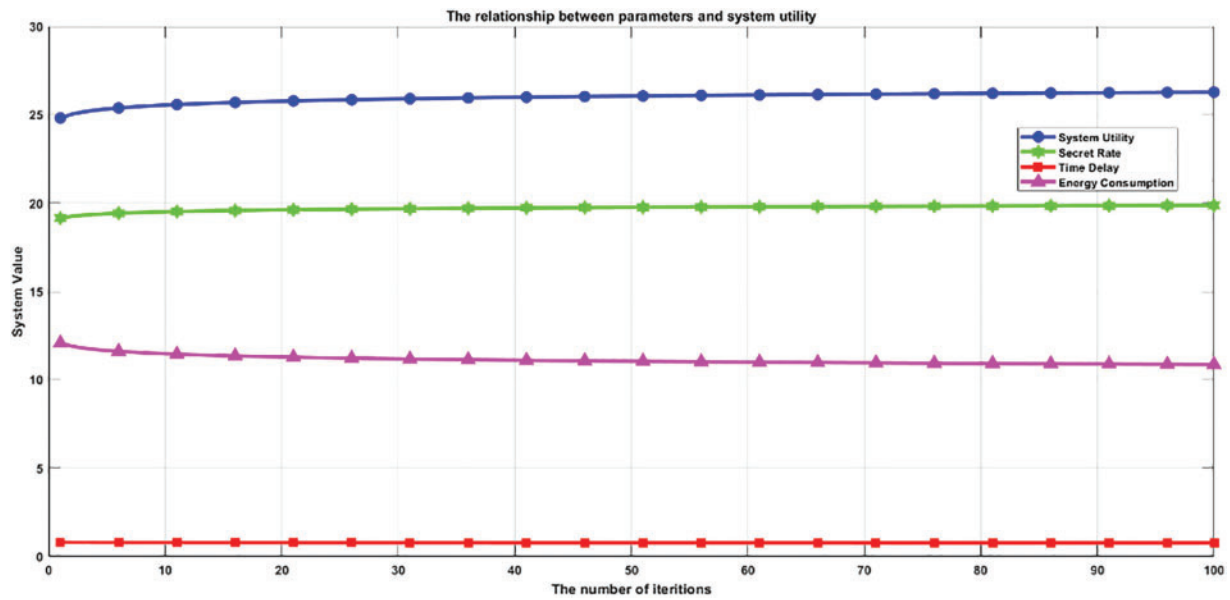 The relationship between parameters and system utility
30
25
20
15
10
5
0
System Value
System Utility
Secret Rate
Time Delay
Energy Consumption
0 10 20 30 40 50 60 70 80 90 100
The number of iteritions